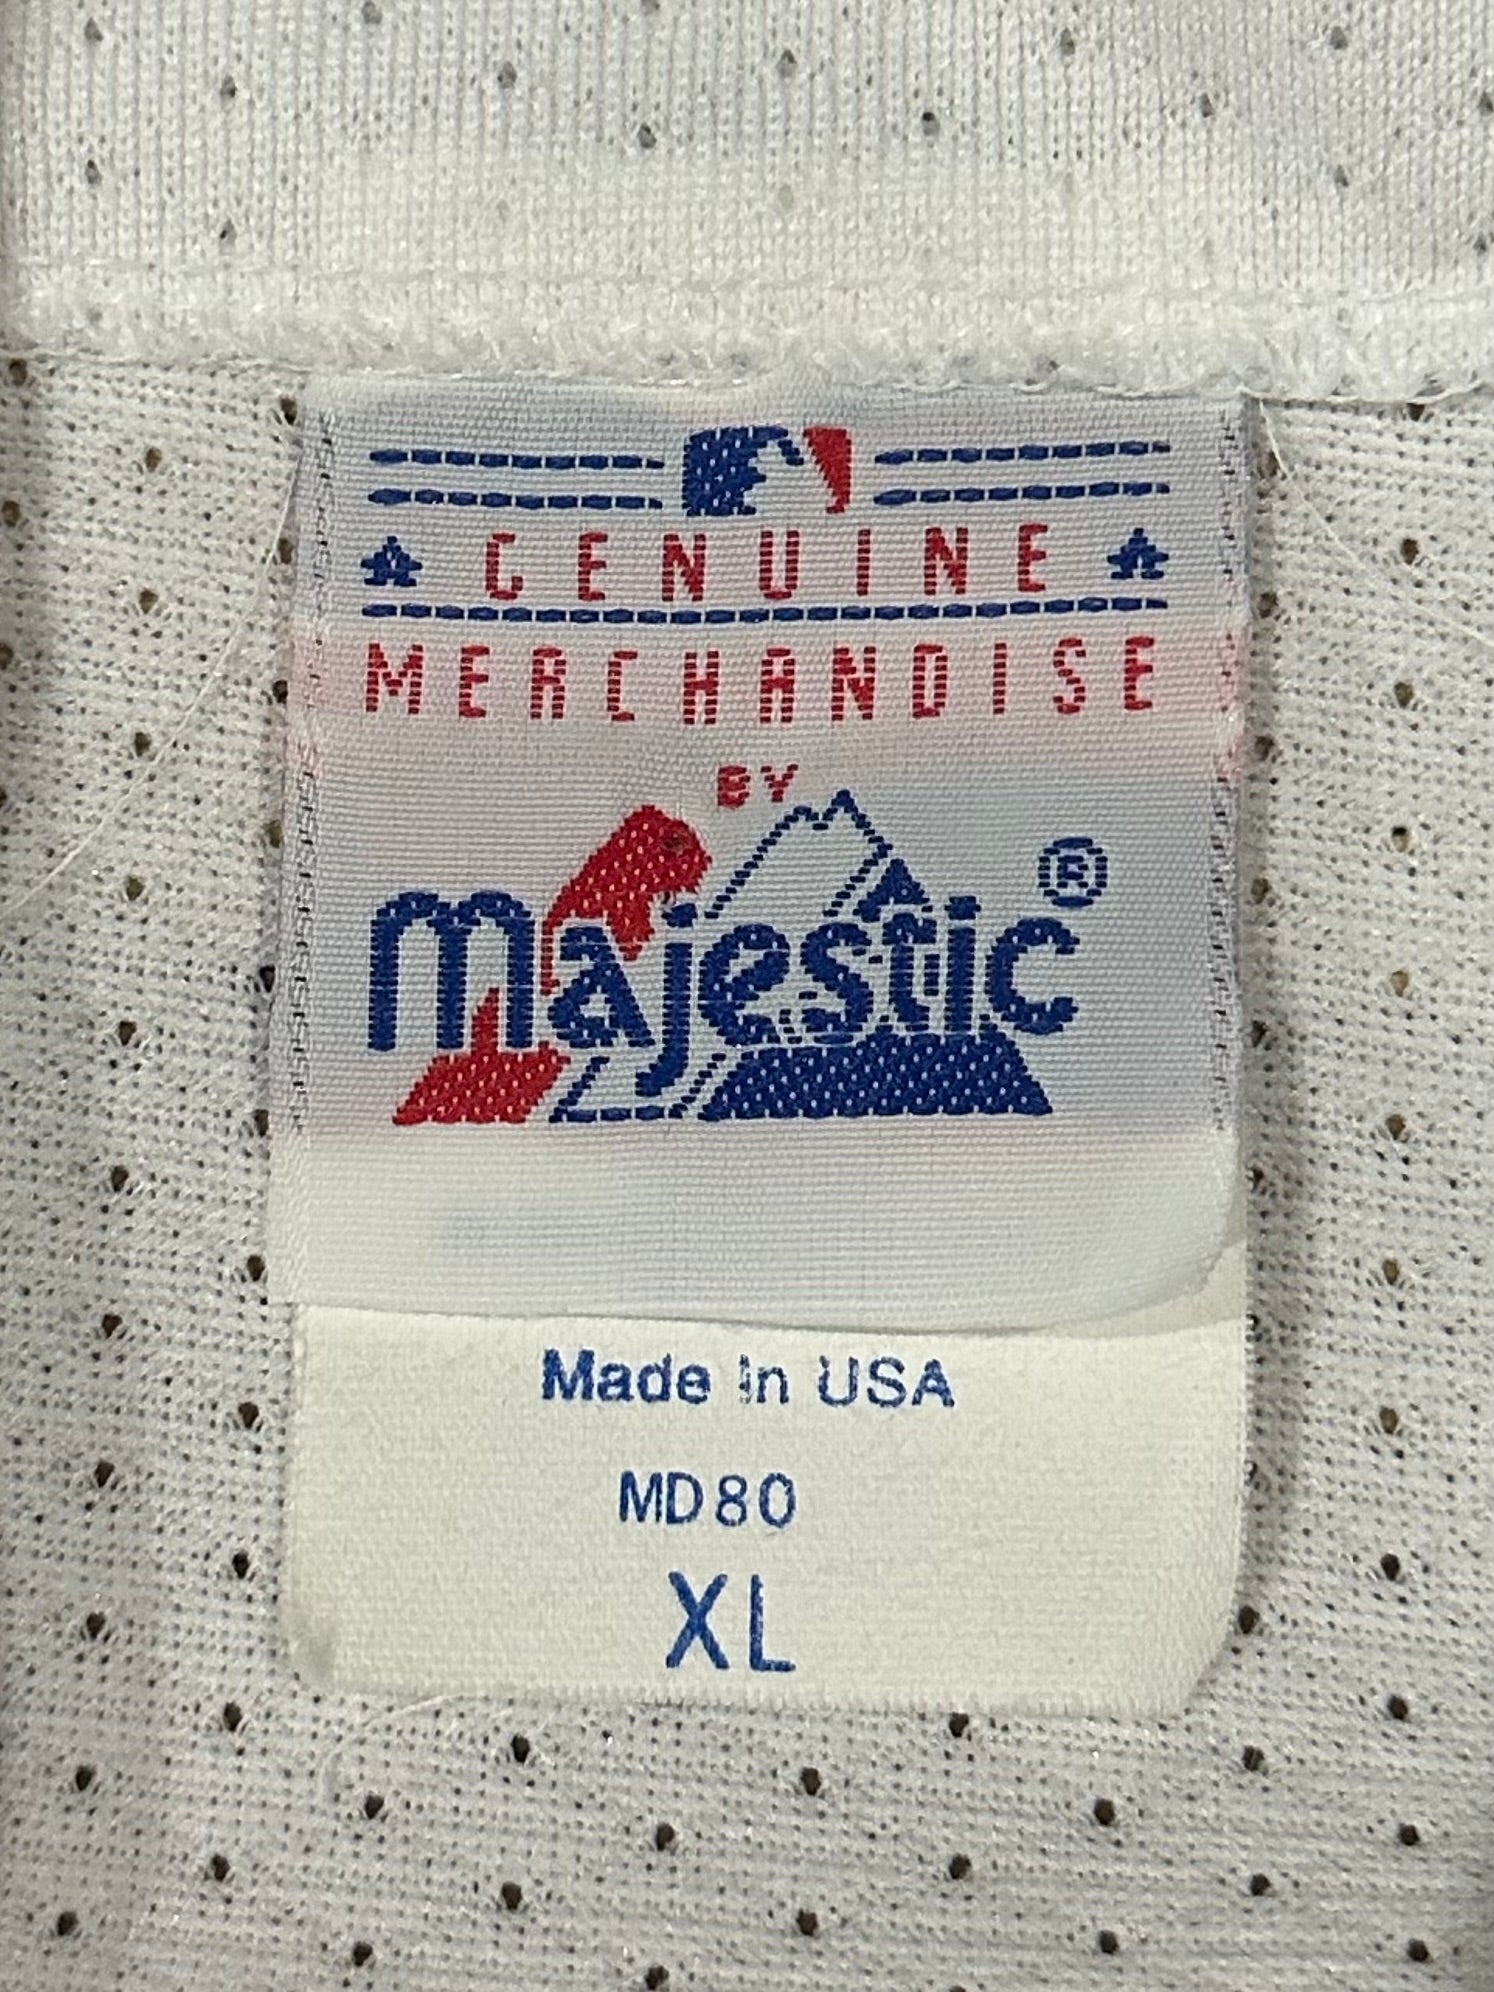 GENUINE
MERCHANDISE
BY
majestic®
Made in USA
MD80
XL